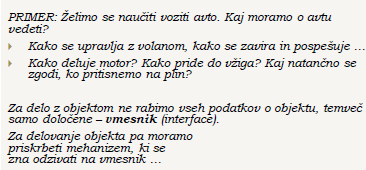 PRIMER: Želimo se naučiti voziti avto. Kaj moramo o avtu
vedeti?
Kako se upravlja z volanom, kako se zavira in pospešuje …
Kako deluje motor? Kako pride do vžiga? Kaj natančno se
zgodi, ko pritisnemo na plin?
Za delo z objektom ne rabimo vseh podatkov o objektu, temveč
samo določene – vmesnik (interface).
Za delovanje objekta pa moramo
priskrbeti mehanizem, ki se
zna odzivati na vmesnik …